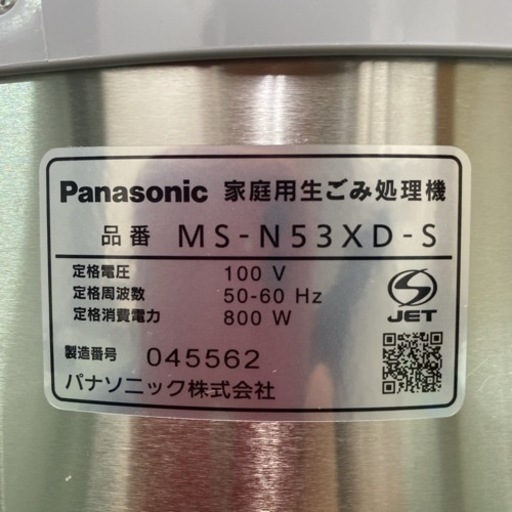 Panasonic 家庭用生ごみ処理機
品番 MS-N53XD-S
定格電圧 100 V
定格周波数 50-60 Hz
定格消費電力 800 W
製造番号 045562
パナソニック株式会社
S
JET